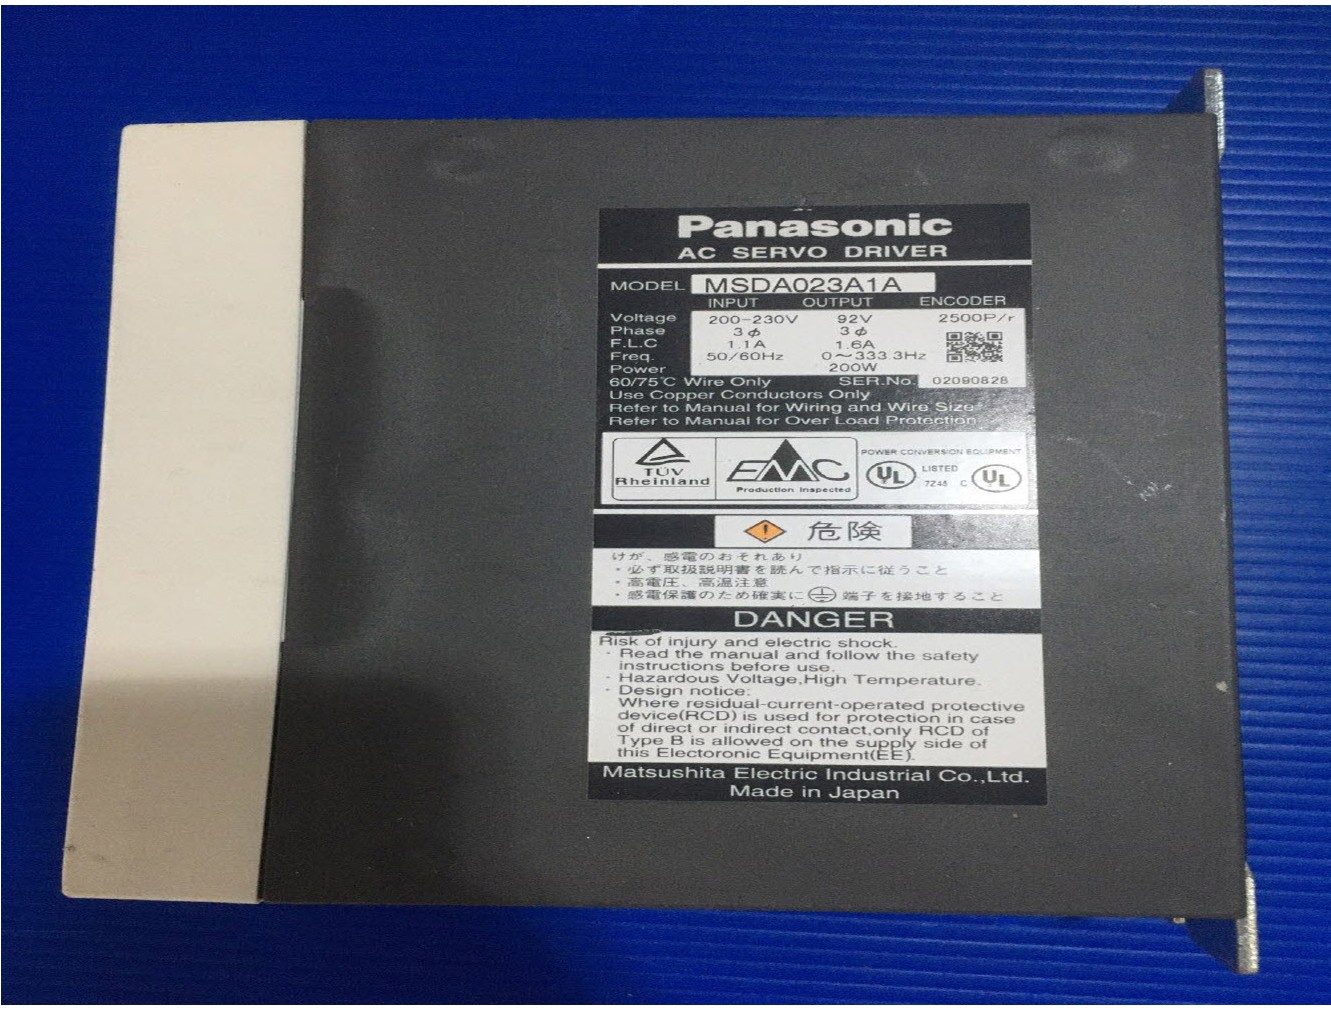 Panasonic
AC SERVO DRIVER
MODEL MSDA023A1A
INPUT OUTPUT ENCODER
Voltage 200-230V 92V 2500P/r
Phase 3ϕ 3ϕ
F.L.C 1.1A 1.6A
Freq. 50/60Hz 0～333.3Hz
Power 200W
60/75℃ Wire Only SER.No. 02090828
Use Copper Conductors Only
Refer to Manual for Wiring and Wire Size
Refer to Manual for Over Load Protection
TÜV
Rheinland
EMC
Production Inspected
POWER CONVERSION EQUIPMENT
UL LISTED C UL
7245
危険
けが、感電のおそれあり
・必ず取扱説明書を読んで指示に従うこと
・高電圧、高温注意
・感電保護のため確実に端子を接地すること
DANGER
Risk of injury and electric shock.
· Read the manual and follow the safety
instructions before use.
· Hazardous Voltage,High Temperature.
· Design notice:
Where residual-current-operated protective
device(RCD) is used for protection in case
of direct or indirect contact,only RCD of
Type B is allowed on the supply side of
this Electoronic Equipment(EE).
Matsushita Electric Industrial Co.,Ltd.
Made in Japan